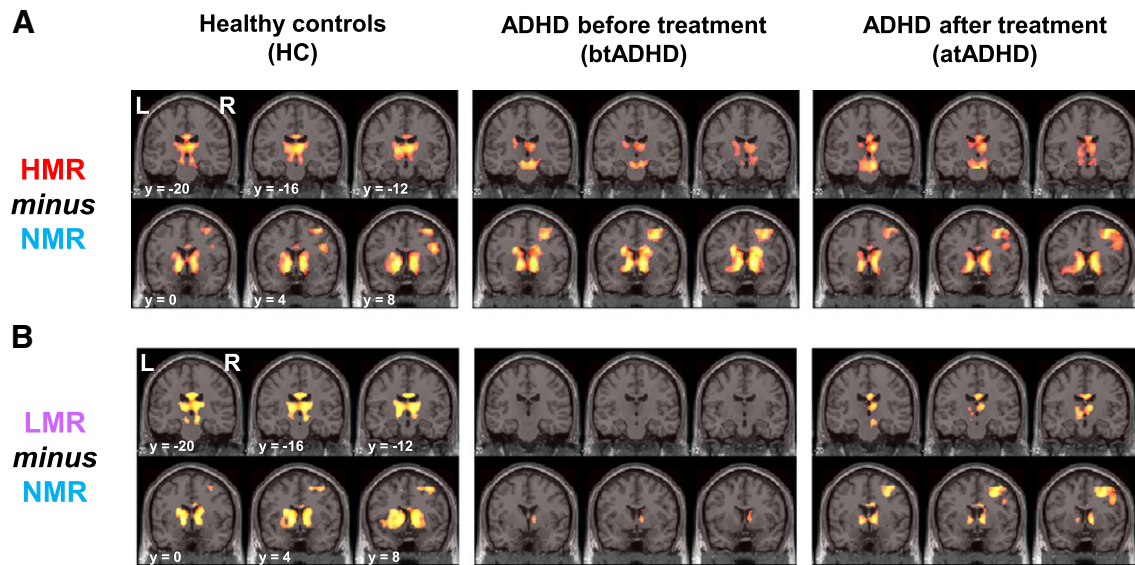 A
Healthy controls
(HC)
ADHD before treatment
(btADHD)
ADHD after treatment
(atADHD)
HMR
minus
NMR
L R
y = -20 y = -16 y = -12
y = 0 y = 4 y = 8
B
LMR
minus
NMR
L R
y = -20 y = -16 y = -12
y = 0 y = 4 y = 8